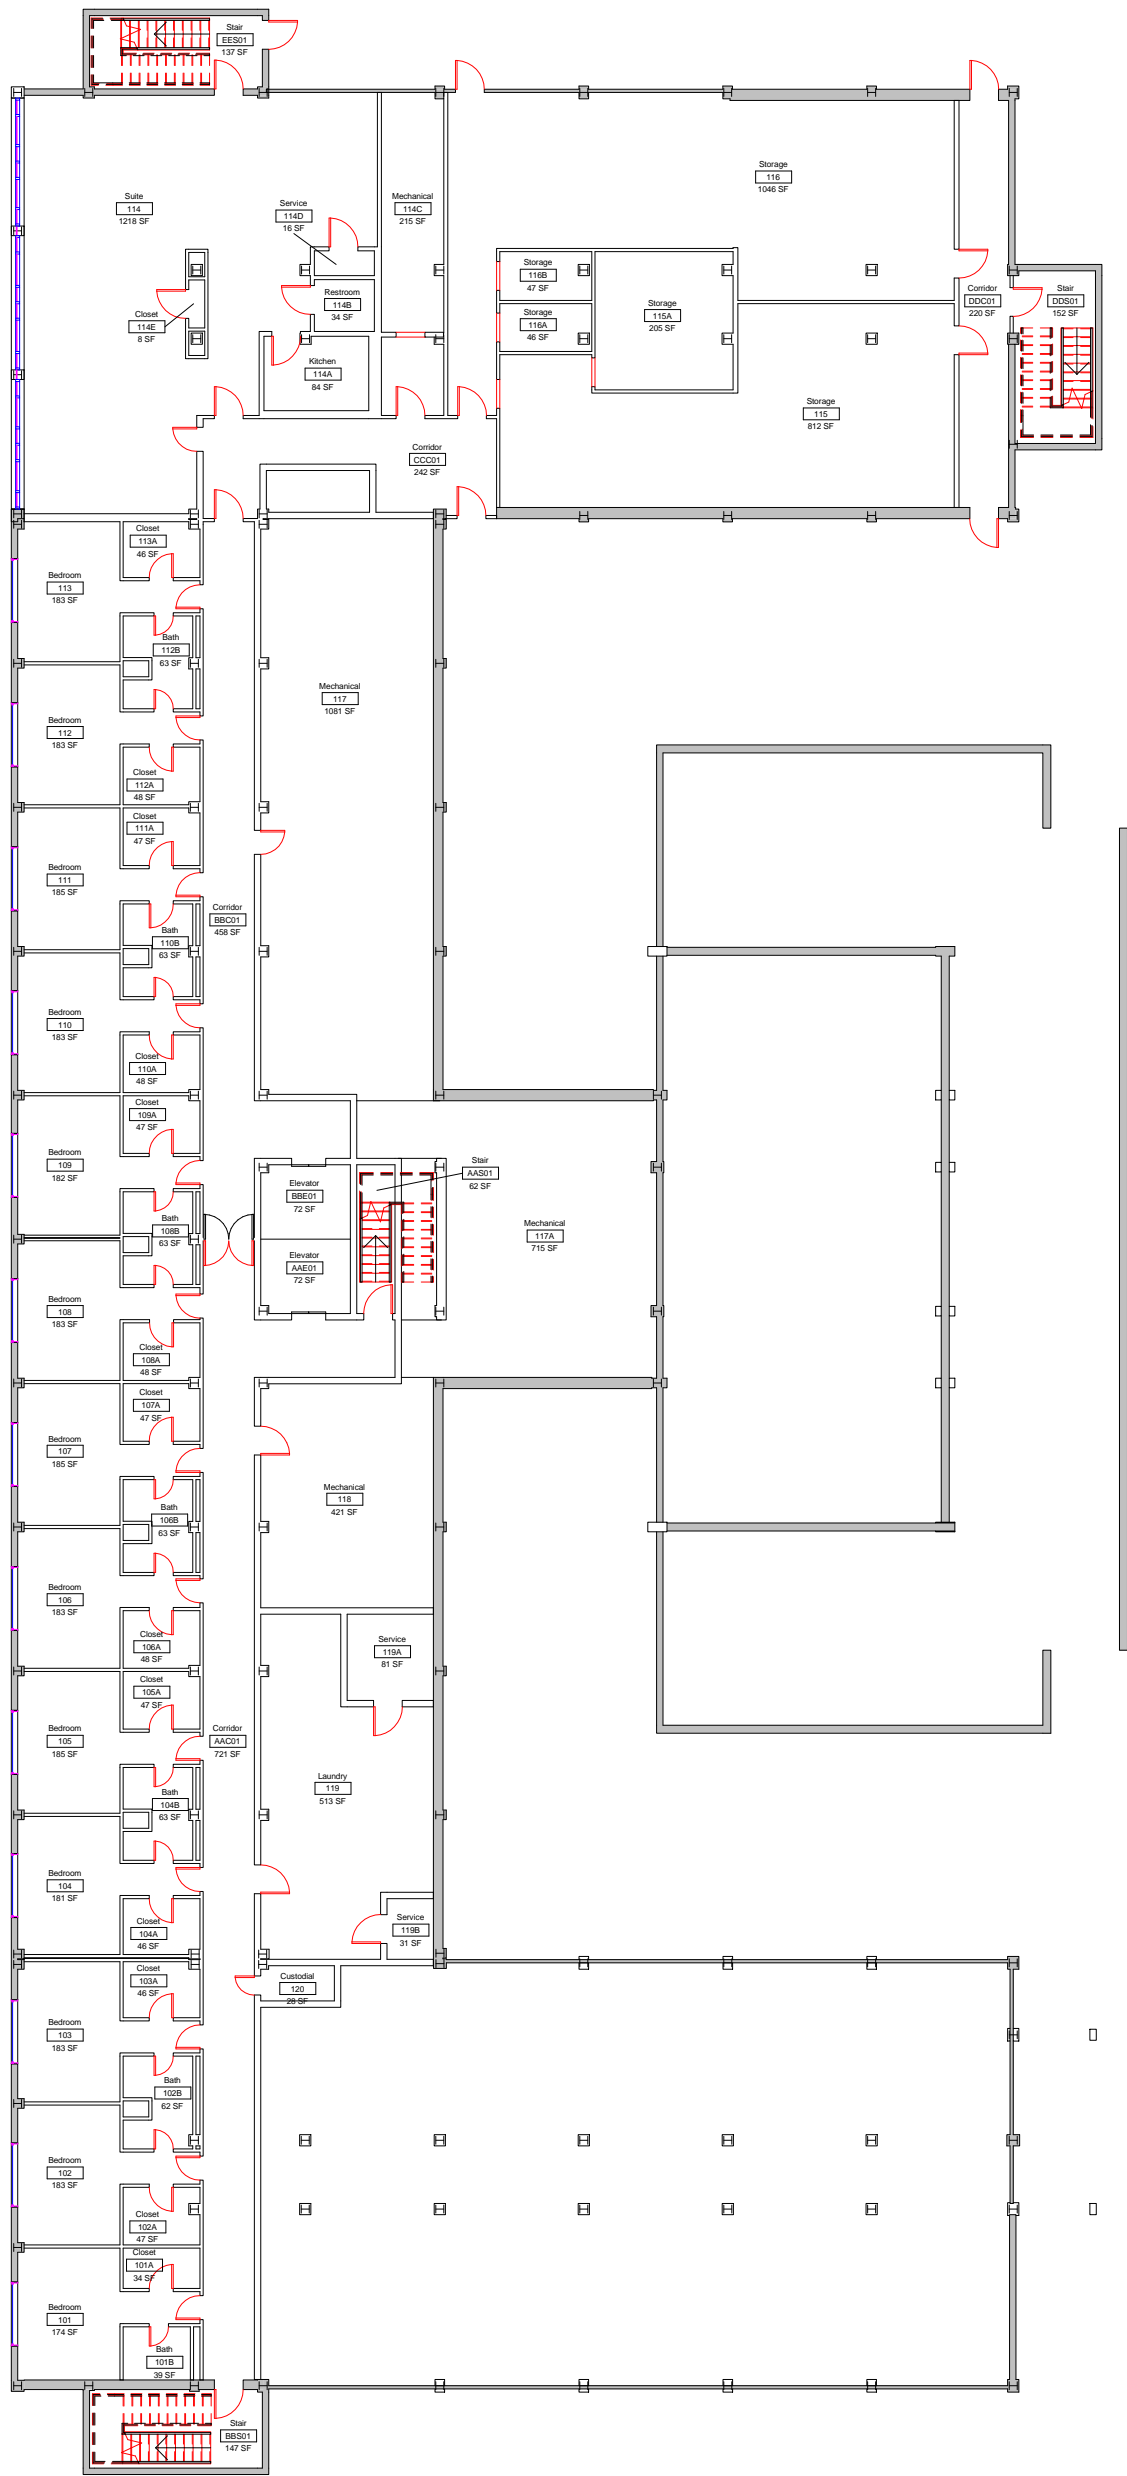 Stair
EES01
137 SF
Suite
114
1218 SF
Service
114D
16 SF
Mechanical
114C
215 SF
Storage
116
1046 SF
Storage
116B
47 SF
Storage
116A
46 SF
Storage
115A
205 SF
Corridor
DDC01
220 SF
Stair
DDS01
152 SF
Closet
114E
8 SF
Restroom
114B
34 SF
Kitchen
114A
84 SF
Storage
115
812 SF
Corridor
CCC01
242 SF
Closet
113A
46 SF
Bedroom
113
183 SF
Bath
112B
63 SF
Mechanical
117
1081 SF
Bedroom
112
183 SF
Closet
112A
48 SF
Closet
111A
47 SF
Bedroom
111
185 SF
Corridor
BBC01
458 SF
Bath
110B
63 SF
Bedroom
110
183 SF
Closet
110A
48 SF
Closet
109A
47 SF
Bedroom
109
182 SF
Stair
AAS01
62 SF
Elevator
BBE01
72 SF
Bath
108B
63 SF
Mechanical
117A
715 SF
Elevator
AAE01
72 SF
Bedroom
108
183 SF
Closet
108A
48 SF
Closet
107A
47 SF
Bedroom
107
185 SF
Mechanical
118
421 SF
Bath
106B
63 SF
Bedroom
106
183 SF
Closet
106A
48 SF
Service
119A
81 SF
Closet
105A
47 SF
Bedroom
105
185 SF
Corridor
AAC01
721 SF
Laundry
119
513 SF
Bath
104B
63 SF
Bedroom
104
181 SF
Closet
104A
46 SF
Service
119B
31 SF
Closet
103A
46 SF
Custodial
120
28 SF
Bedroom
103
183 SF
Bath
102B
62 SF
Bedroom
102
183 SF
Closet
102A
47 SF
Closet
101A
34 SF
Bedroom
101
174 SF
Bath
101B
39 SF
Stair
BBS01
147 SF